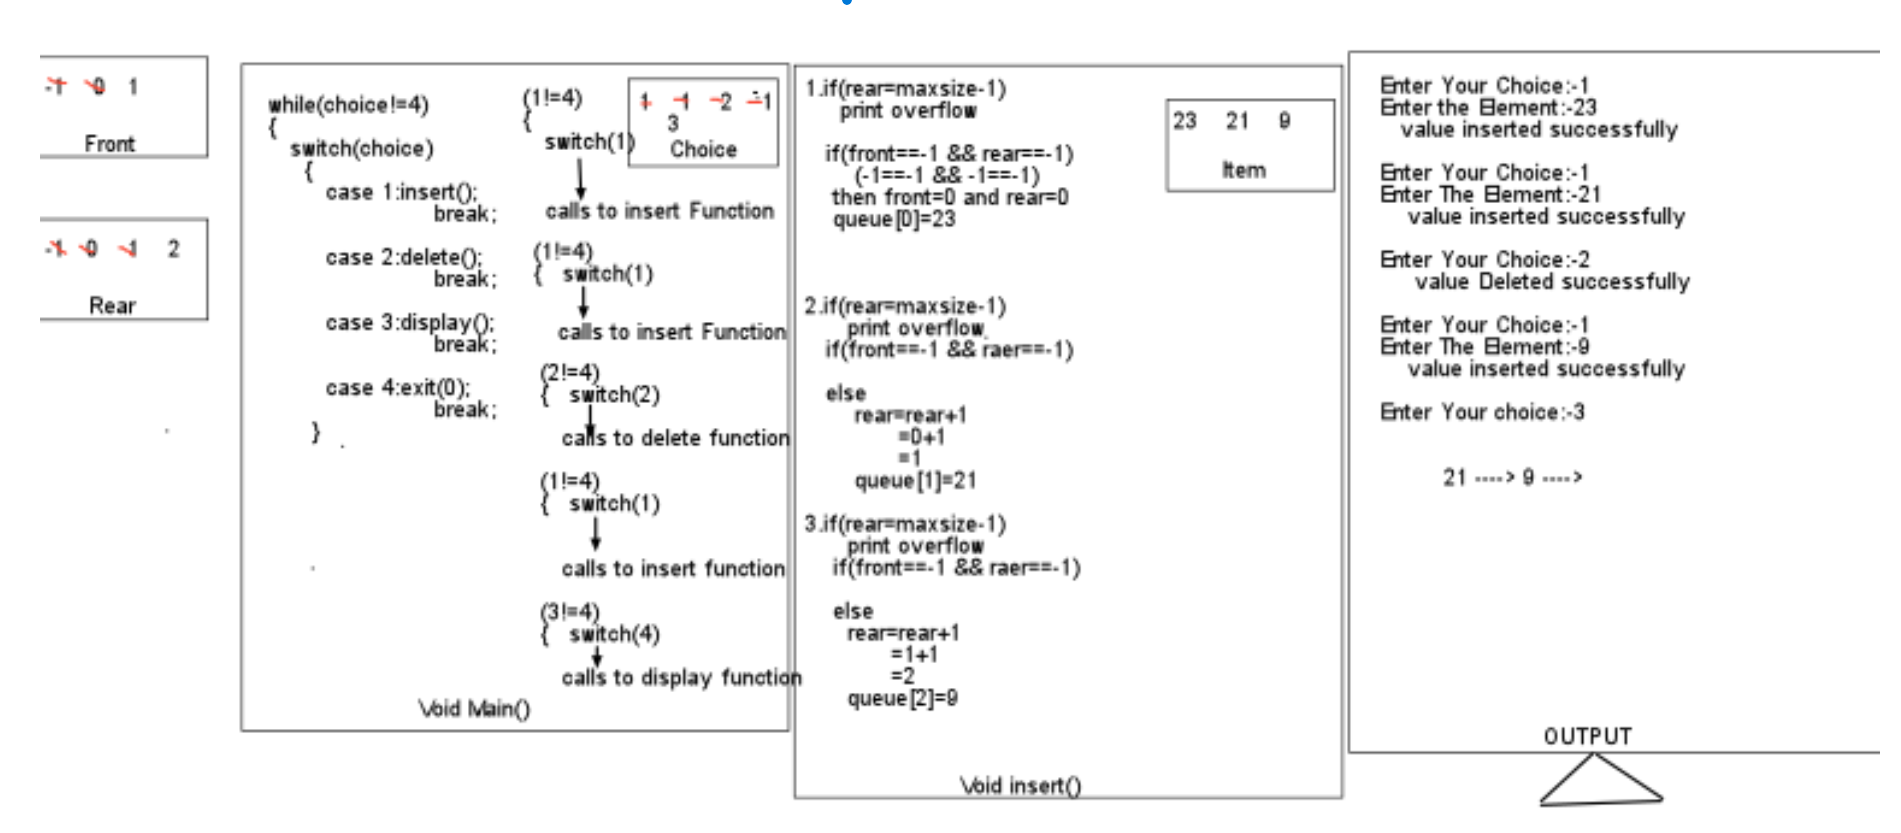 -1 0 1
Front
-1 0 1 2
Rear
while(choice!=4)
{
switch(choice)
{
case 1:insert();
break;
case 2:delete();
break;
case 3:display();
break;
case 4:exit(0);
break;
}
(1!=4)
{
switch(1)
calls to insert Function
(1!=4)
{ switch(1)
calls to insert Function
(2!=4)
{ switch(2)
calls to delete function
(1!=4)
{ switch(1)
calls to insert function
(3!=4)
{ switch(4)
calls to display function
1 1 2 1
3
Choice
Void Main()
1.if(rear=maxsize-1)
print overflow
if(front==-1 && rear==-1)
(-1==-1 && -1==-1)
then front=0 and rear=0
queue[0]=23
2.if(rear=maxsize-1)
print overflow
if(front==-1 && raer==-1)
else
rear=rear+1
=0+1
=1
queue[1]=21
3.if(rear=maxsize-1)
print overflow
if(front==-1 && raer==-1)
else
rear=rear+1
=1+1
=2
queue[2]=9
23 21 9
Item
Void insert()
Enter Your Choice:-1
Enter the Element:-23
value inserted successfully
Enter Your Choice:-1
Enter The Element:-21
value inserted successfully
Enter Your Choice:-2
value Deleted successfully
Enter Your Choice:-1
Enter The Element:-9
value inserted successfully
Enter Your choice:-3
21 ----> 9 ---->
OUTPUT